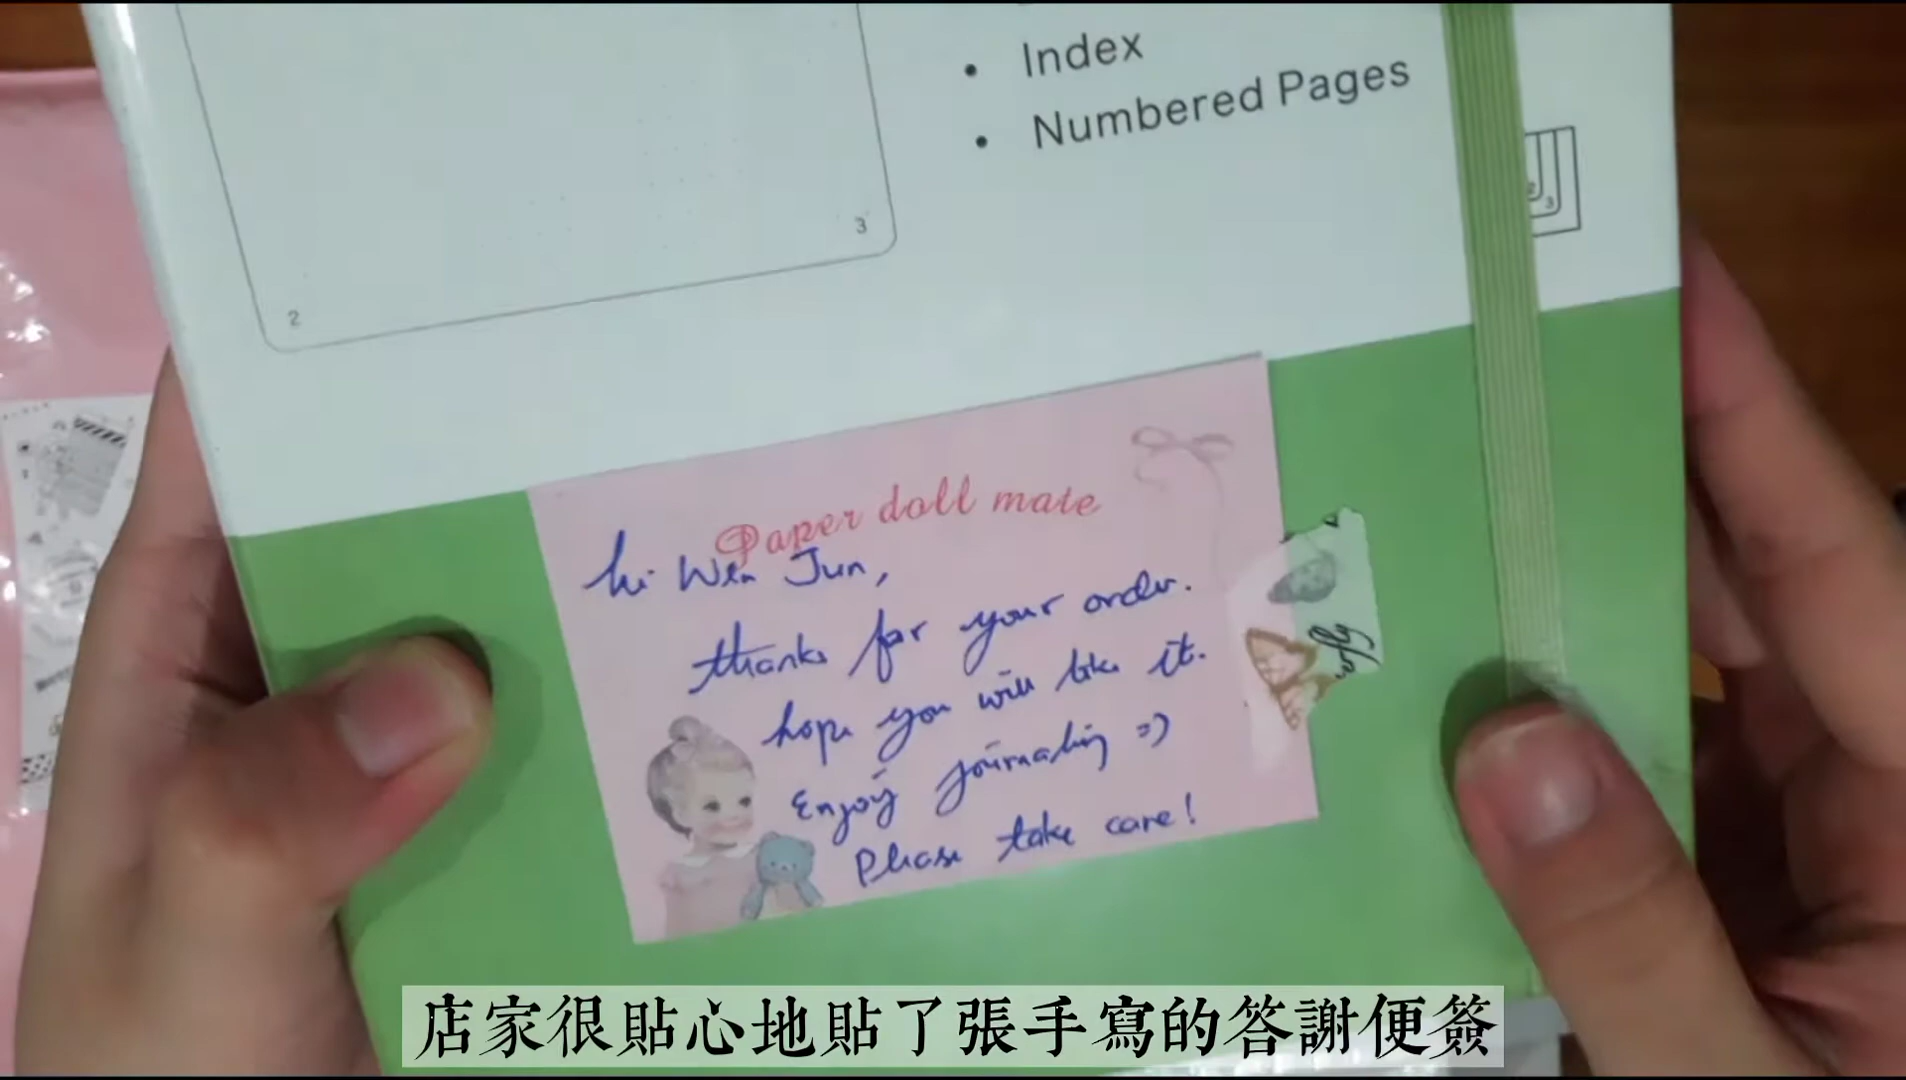 • Index
• Numbered Pages
2
3
2
3
Paper doll mate
hi Wen Jun,
thanks for your order.
hope you will like it.
Enjoy journaling =)
Please take care!
店家很貼心地貼了張手寫的答謝便簽